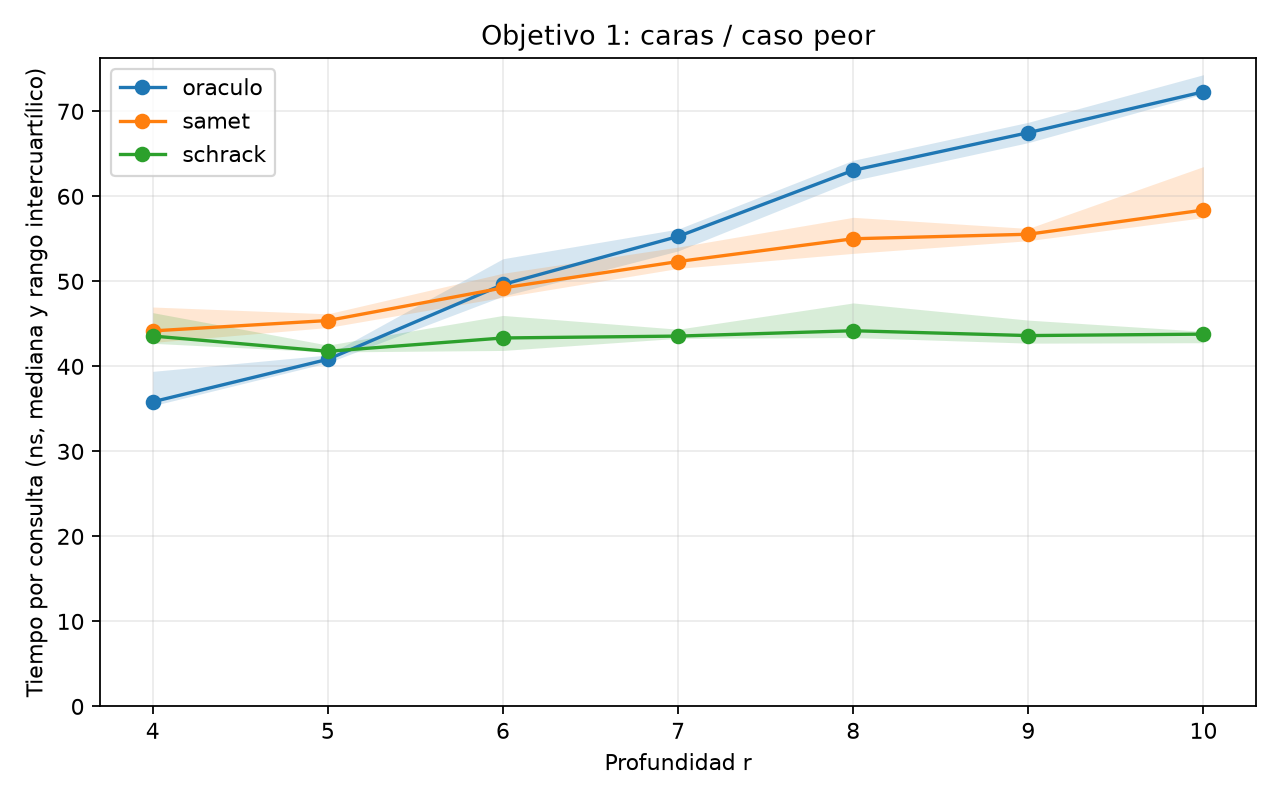 Objetivo 1: caras / caso peor
oraculo
samet
schrack
Tiempo por consulta (ns, mediana y rango intercuartílico)
70
60
50
40
30
20
10
0
4 5 6 7 8 9 10
Profundidad r